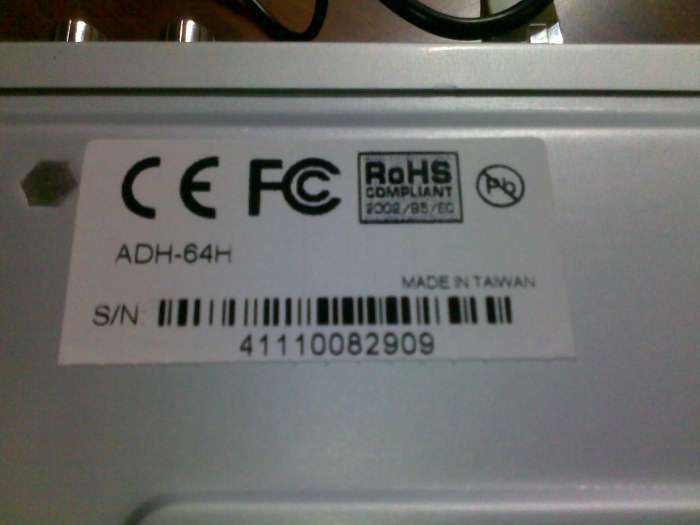 CE FC RoHS Pb
COMPLIANT
2002/95/EC
ADH-64H
MADE IN TAIWAN
S/N:
41110082909